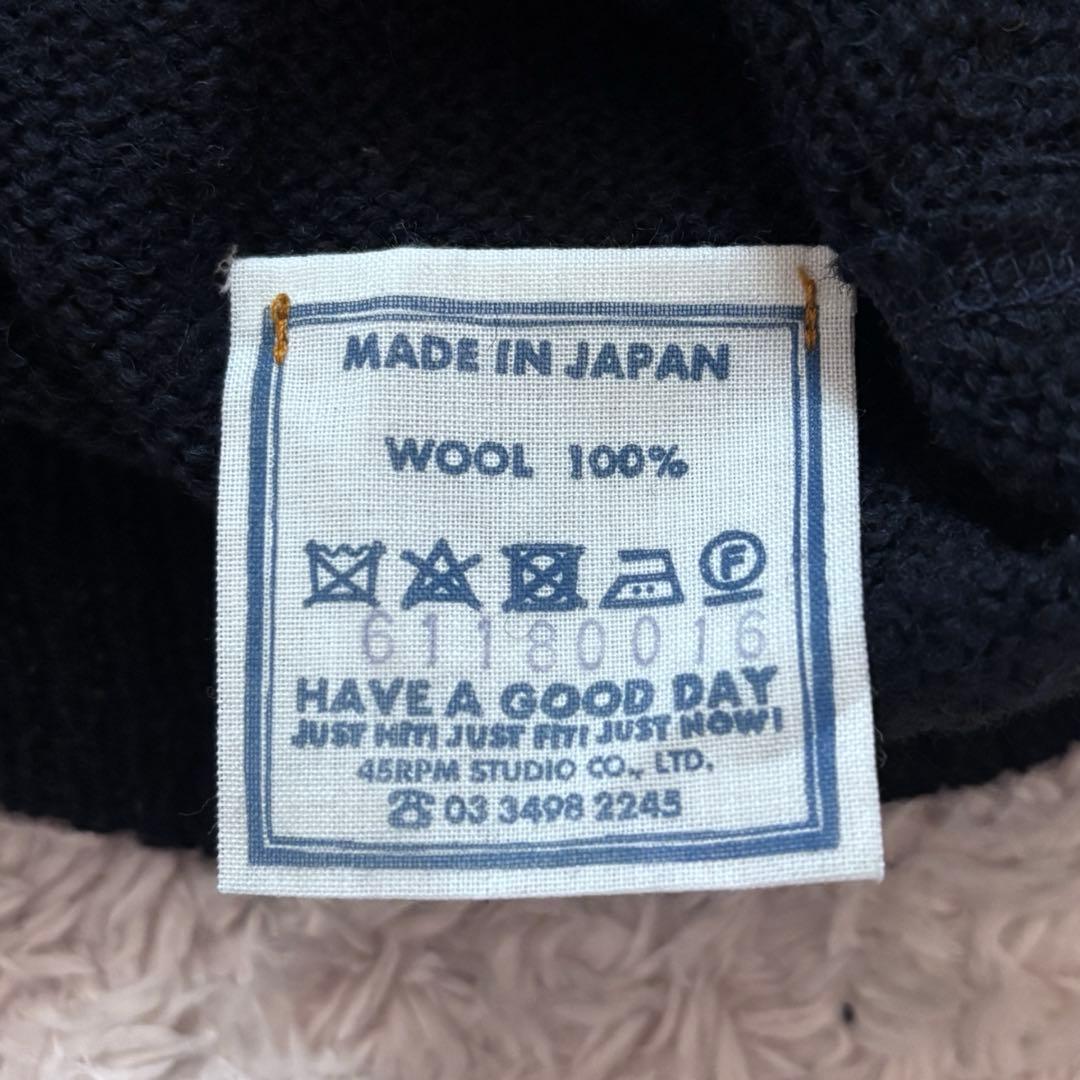 MADE IN JAPAN
WOOL 100%
F
61180016
HAVE A GOOD DAY
JUST HIT! JUST FIT! JUST NOW!
45RPM STUDIO CO., LTD.
☎ 03 3498 2245